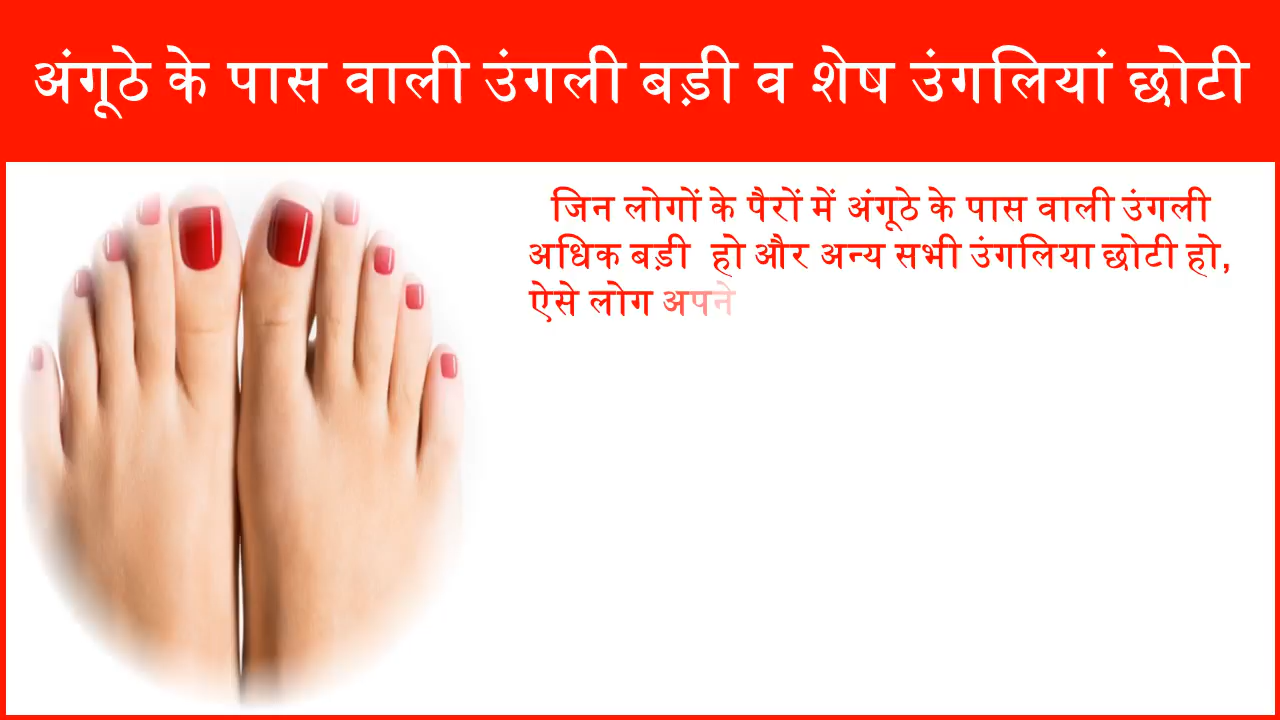 अंगूठे के पास वाली उंगली बड़ी व शेष उंगलियां छोटी
जिन लोगों के पैरों में अंगूठे के पास वाली उंगली
अधिक बड़ी हो और अन्य सभी उंगलिया छोटी हो,
ऐसे लोग अपने